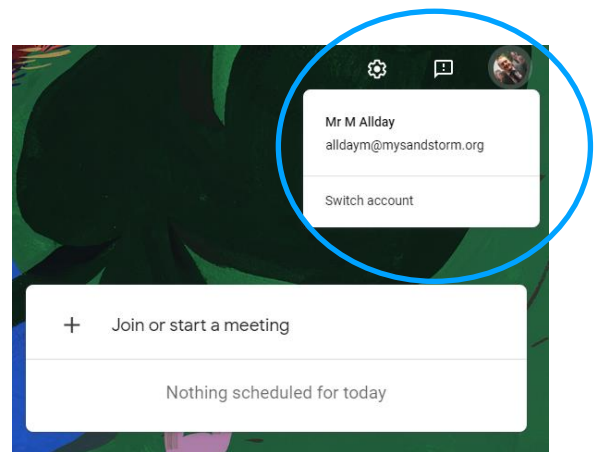 Mr M Allday
alldaym@mysandstorm.org
Switch account
Join or start a meeting
Nothing scheduled for today